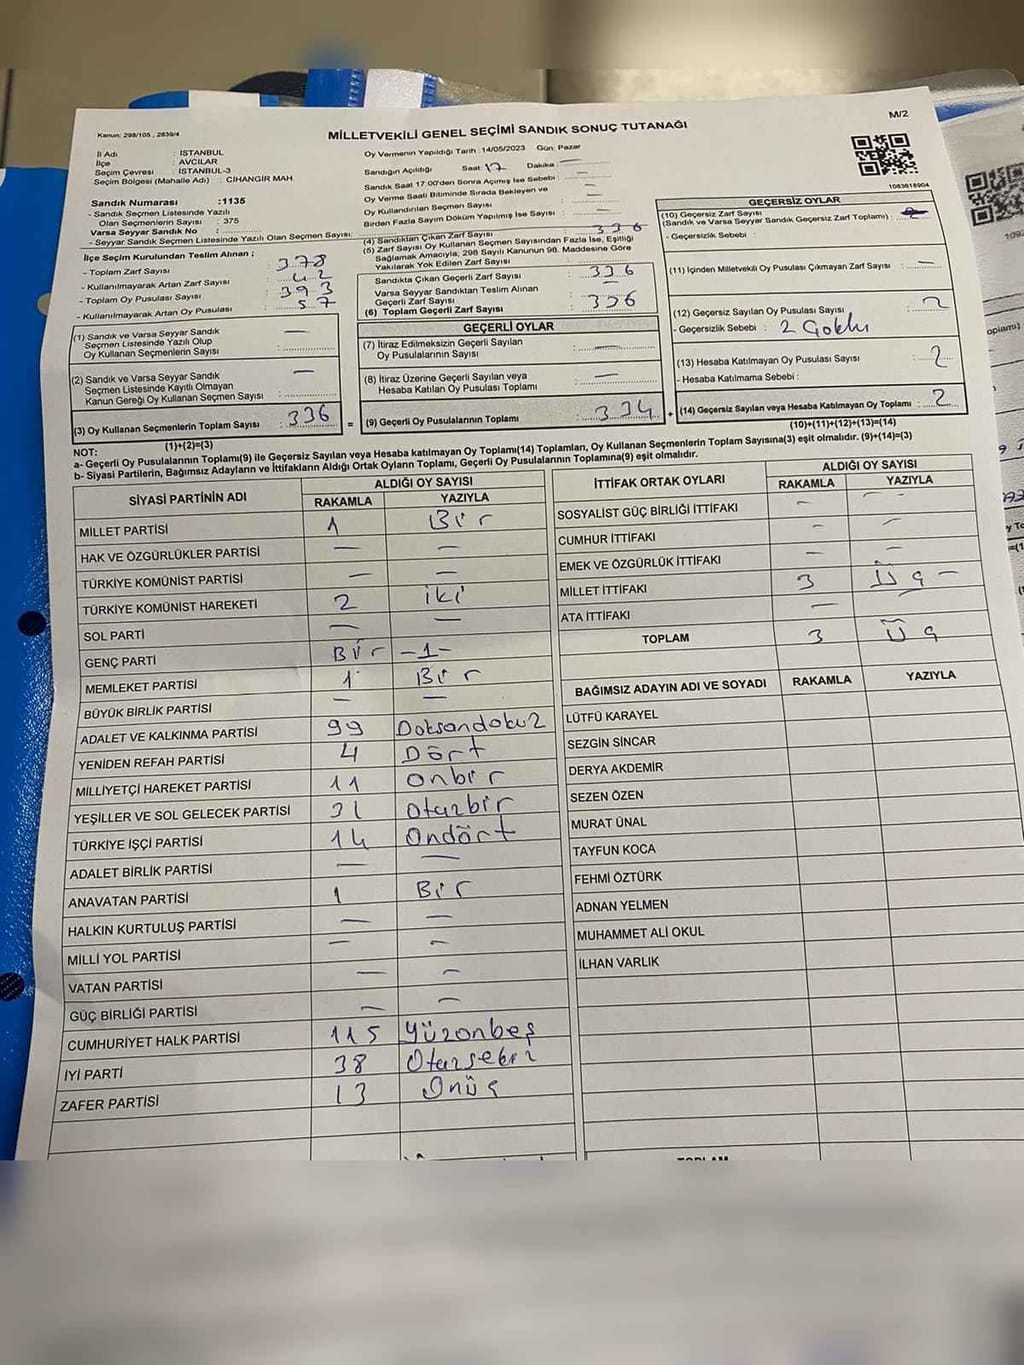 M/2
Kanun: 298/105 , 2839/4
MİLLETVEKİLİ GENEL SEÇİMİ SANDIK SONUÇ TUTANAĞI
İl Adı : İSTANBUL
İlçe : AVCILAR
Seçim Çevresi : İSTANBUL-3
Seçim Bölgesi (Mahalle Adı) : CİHANGİR MAH.
Sandık Numarası :1135
- Sandık Seçmen Listesinde Yazılı
Olan Seçmen Sayısı : 375
Varsa Seyyar Sandık No :
- Seyyar Sandık Seçmen Listesinde Yazılı Olan Seçmen Sayısı:
Oy Vermenin Yapıldığı Tarih :14/05/2023 Gün: Pazar
Sandığın Açıldığı Saat : 17 Dakika : —
Sandık Saat 17:00'den Sonra Açımış İse Sebebi : —
Oy Verme Saati Bitiminde Sırada Bekleyen ve
Oy Kullandırılan Seçmen Sayısı : —
Birden Fazla Sayım Döküm Yapılmış İse Sayısı : —
1083618904
İlçe Seçim Kurulundan Teslim Alınan ;
- Toplam Zarf Sayısı : 378
- Kullanılmayarak Artan Zarf Sayısı : 42
- Toplam Oy Pusulası Sayısı : 393
- Kullanılmayarak Artan Oy Pusulası : 57
(4) Sandıktan Çıkan Zarf Sayısı : 336
(5) Zarf Sayısı Oy Kullanan Seçmen Sayısından Fazla İse, Eşitliği
Sağlamak Amacıyla; 298 Sayılı Kanunun 98. Maddesine Göre
Yakılarak Yok Edilen Zarf Sayısı :
Sandıkta Çıkan Geçerli Zarf Sayısı : 336
Varsa Seyyar Sandıktan Teslim Alınan
Geçerli Zarf Sayısı : —
(6) Toplam Geçerli Zarf Sayısı : 336
GEÇERSİZ OYLAR
(10) Geçersiz Zarf Sayısı
(Sandık ve Varsa Seyyar Sandık Geçersiz Zarf Toplamı) :
- Geçersizlik Sebebi :
(11) İçinden Milletvekili Oy Pusulası Çıkmayan Zarf Sayısı : —
(12) Geçersiz Sayılan Oy Pusulası Sayısı : 2
- Geçersizlik Sebebi : 2 Çoklu
(13) Hesaba Katılmayan Oy Pusulası Sayısı : 2
- Hesaba Katılmama Sebebi :
(14) Geçersiz Sayılan veya Hesaba Katılmayan Oy Toplamı : 2
(10)+(11)+(12)+(13)=(14)
(1) Sandık ve Varsa Seyyar Sandık
Seçmen Listesinde Yazılı Olup
Oy Kullanan Seçmenlerin Sayısı : —
(2) Sandık ve Varsa Seyyar Sandık
Seçmen Listesinde Kayıtlı Olmayan
Kanun Gereği Oy Kullanan Seçmen Sayısı : —
(3) Oy Kullanan Seçmenlerin Toplam Sayısı : 336
(1)+(2)=(3)
GEÇERLİ OYLAR
(7) İtiraz Edilmeksizin Geçerli Sayılan
Oy Pusulalarının Sayısı : —
(8) İtiraz Üzerine Geçerli Sayılan veya
Hesaba Katılan Oy Pusulası Toplamı : —
= (9) Geçerli Oy Pusulalarının Toplamı : 334 +
NOT:
a- Geçerli Oy Pusulalarının Toplamı(9) ile Geçersiz Sayılan veya Hesaba katılmayan Oy Pusulaları(14) Toplamları, Oy Kullanan Seçmenlerin Toplam Sayısına(3) eşit olmalıdır. (9)+(14)=(3)
b- Siyasi Partilerin, Bağımsız Adayların ve İttifakların Aldığı Ortak Oyların Toplamı, Geçerli Oy Pusulalarının Toplamına(9) eşit olmalıdır.
SİYASİ PARTİNİN ADI ALDIĞI OY SAYISI
RAKAMLA YAZIYLA
MİLLET PARTİSİ 1 Bir
HAK VE ÖZGÜRLÜKLER PARTİSİ — —
TÜRKİYE KOMÜNİST PARTİSİ — —
TÜRKİYE KOMÜNİST HAREKETİ 2 iki
SOL PARTİ — —
GENÇ PARTİ Bir -1-
MEMLEKET PARTİSİ 1 Bir
BÜYÜK BİRLİK PARTİSİ — —
ADALET VE KALKINMA PARTİSİ 99 Doksandokuz
YENİDEN REFAH PARTİSİ 4 Dört
MİLLİYETÇİ HAREKET PARTİSİ 11 onbir
YEŞİLLER VE SOL GELECEK PARTİSİ 31 Otuzbir
TÜRKİYE İŞÇİ PARTİSİ 14 Ondört
ADALET BİRLİK PARTİSİ — —
ANAVATAN PARTİSİ 1 Bir
HALKIN KURTULUŞ PARTİSİ — —
MİLLİ YOL PARTİSİ — —
VATAN PARTİSİ — —
GÜÇ BİRLİĞİ PARTİSİ — —
CUMHURİYET HALK PARTİSİ 115 Yüzonbeş
İYİ PARTİ 38 Otuzsekiz
ZAFER PARTİSİ 13 Onüç
İTTİFAK ORTAK OYLARI ALDIĞI OY SAYISI
RAKAMLA YAZIYLA
SOSYALİST GÜÇ BİRLİĞİ İTTİFAKI — —
CUMHUR İTTİFAKI — —
EMEK VE ÖZGÜRLÜK İTTİFAKI — —
MİLLET İTTİFAKI 3 Üç —
ATA İTTİFAKI —
TOPLAM 3 Üç
BAĞIMSIZ ADAYIN ADI VE SOYADI RAKAMLA YAZIYLA
LÜTFÜ KARAYEL
SEZGİN SİNCAR
DERYA AKDEMİR
SEZEN ÖZEN
MURAT ÜNAL
TAYFUN KOCA
FEHMİ ÖZTÜRK
ADNAN YELMEN
MUHAMMET ALİ OKUL
İLHAN VARLIK
TOPLAM